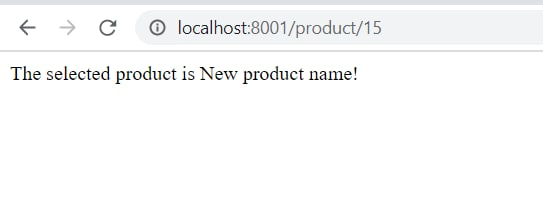 localhost:8001/product/15
The selected product is New product name!